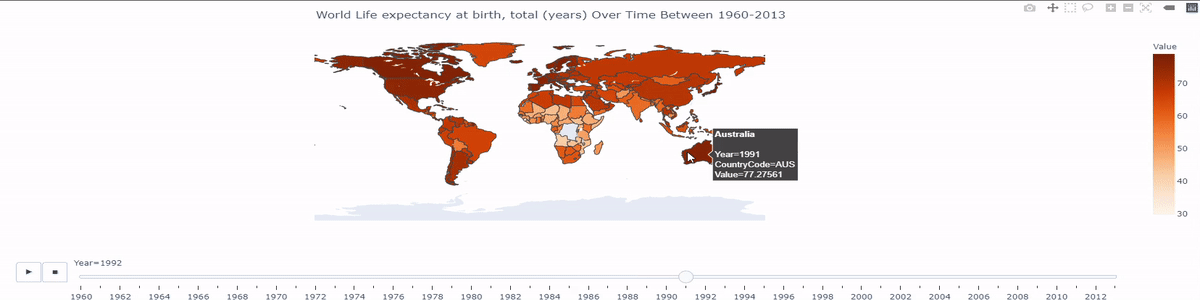 World Life expectancy at birth, total (years) Over Time Between 1960-2013
Value
70
60
50
40
30
Australia
Year=1991
CountryCode=AUS
Value=77.27561
Year=1992
1960 1962 1964 1966 1968 1970 1972 1974 1976 1978 1980 1982 1984 1986 1988 1990 1992 1994 1996 1998 2000 2002 2004 2006 2008 2010 2012